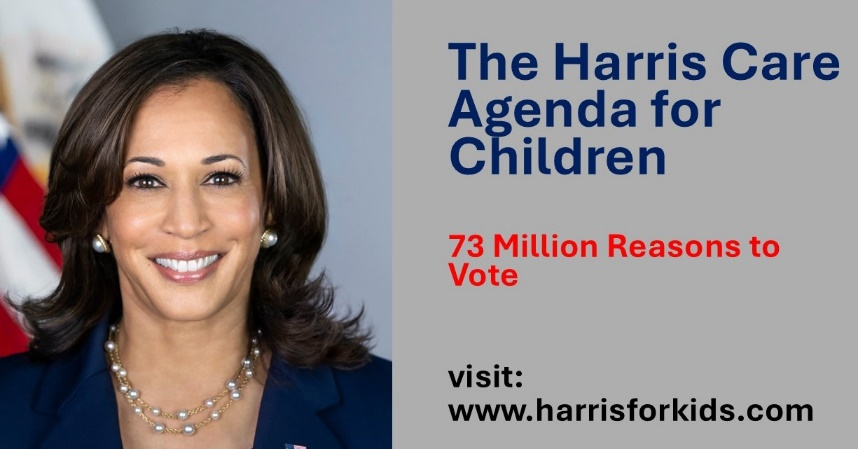 The Harris Care
Agenda for
Children
73 Million Reasons to
Vote
visit:
www.harrisforkids.com